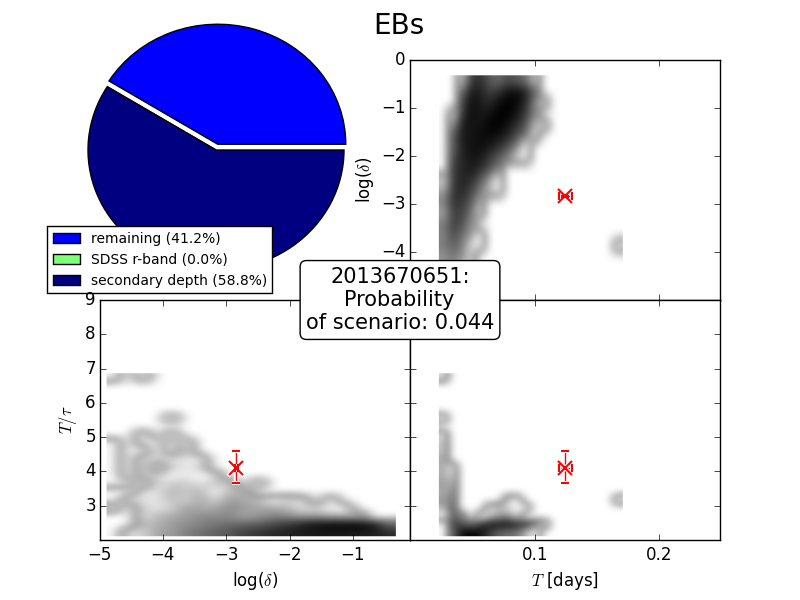 EBs
remaining (41.2%)
SDSS r-band (0.0%)
secondary depth (58.8%)
0
−1
−2
−3
−4
log(δ)
2013670651:
Probability
of scenario: 0.044
9
8
7
6
5
4
3
T/τ
−5 −4 −3 −2 −1
log(δ)
0.1 0.2
T [days]